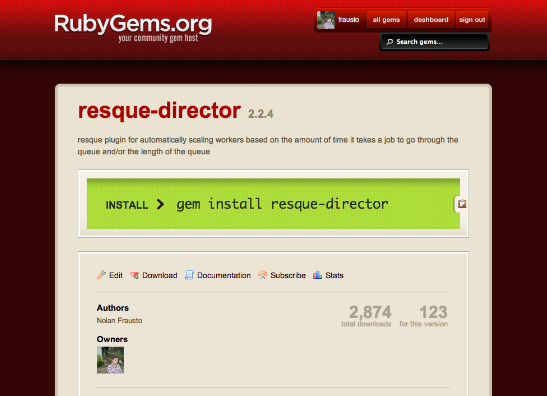 RubyGems.org
your community gem host
frausto
all gems
dashboard
sign out
Search gems...
resque-director 2.2.4
resque plugin for automatically scaling workers based on the amount of time it takes a job to go through the
queue and/or the length of the queue
INSTALL gem install resque-director
Edit Download Documentation Subscribe Stats
Authors
Nolan Frausto
2,874 123
total downloads for this version
Owners